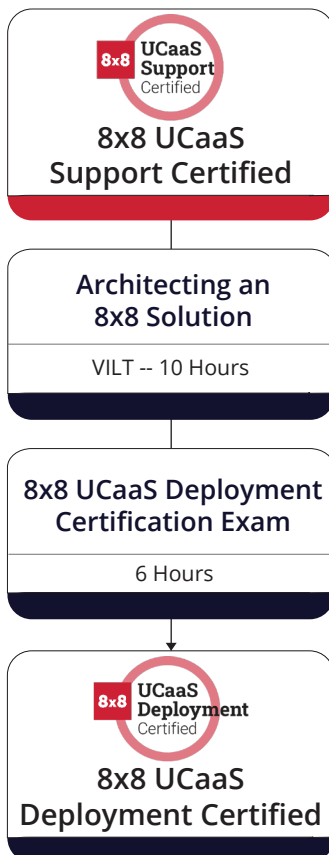 8x8
UCaaS
Support
Certified
8x8 UCaaS
Support Certified
Architecting an
8x8 Solution
VILT -- 10 Hours
8x8 UCaaS Deployment
Certification Exam
6 Hours
8x8
UCaaS
Deployment
Certified
8x8 UCaaS
Deployment Certified